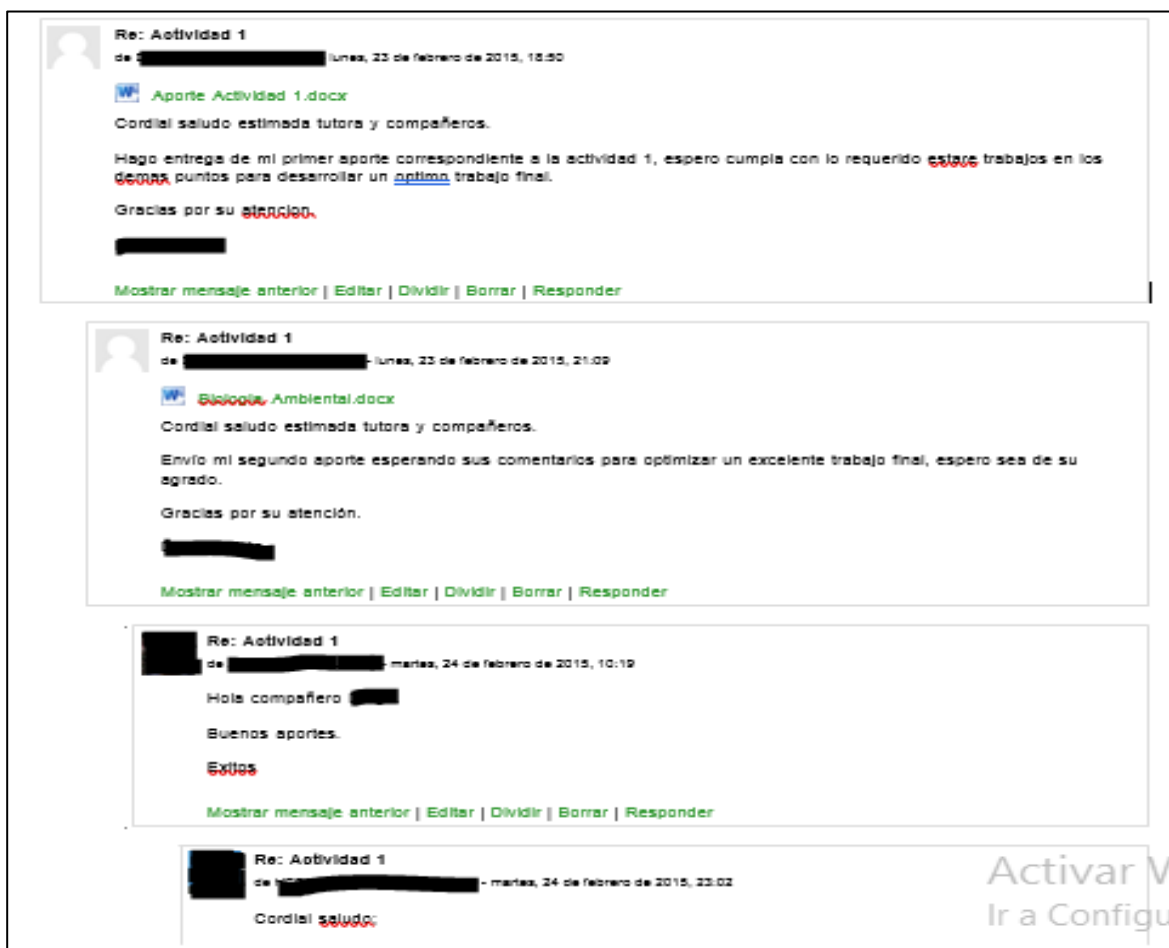 Re: Actividad 1
de lunes, 23 de febrero de 2015, 18:50
Aporte Actividad 1.docx
Cordial saludo estimada tutora y compañeros.
Hago entrega de mi primer aporte correspondiente a la actividad 1, espero cumpla con lo requerido estare trabajos en los
demas puntos para desarrollar un optimo trabajo final.
Gracias por su atencion.
Mostrar mensaje anterior | Editar | Dividir | Borrar | Responder
Re: Actividad 1
de - lunes, 23 de febrero de 2015, 21:09
Biologia Ambiental.docx
Cordial saludo estimada tutora y compañeros.
Envío mi segundo aporte esperando sus comentarios para optimizar un excelente trabajo final, espero sea de su
agrado.
Gracias por su atención.
Mostrar mensaje anterior | Editar | Dividir | Borrar | Responder
Re: Actividad 1
de - martes, 24 de febrero de 2015, 10:19
Hola compañero
Buenos aportes.
Exitos
Mostrar mensaje anterior | Editar | Dividir | Borrar | Responder
Re: Actividad 1
de - martes, 24 de febrero de 2015, 23:02
Cordial saludo;
Activar W
Ir a Configu